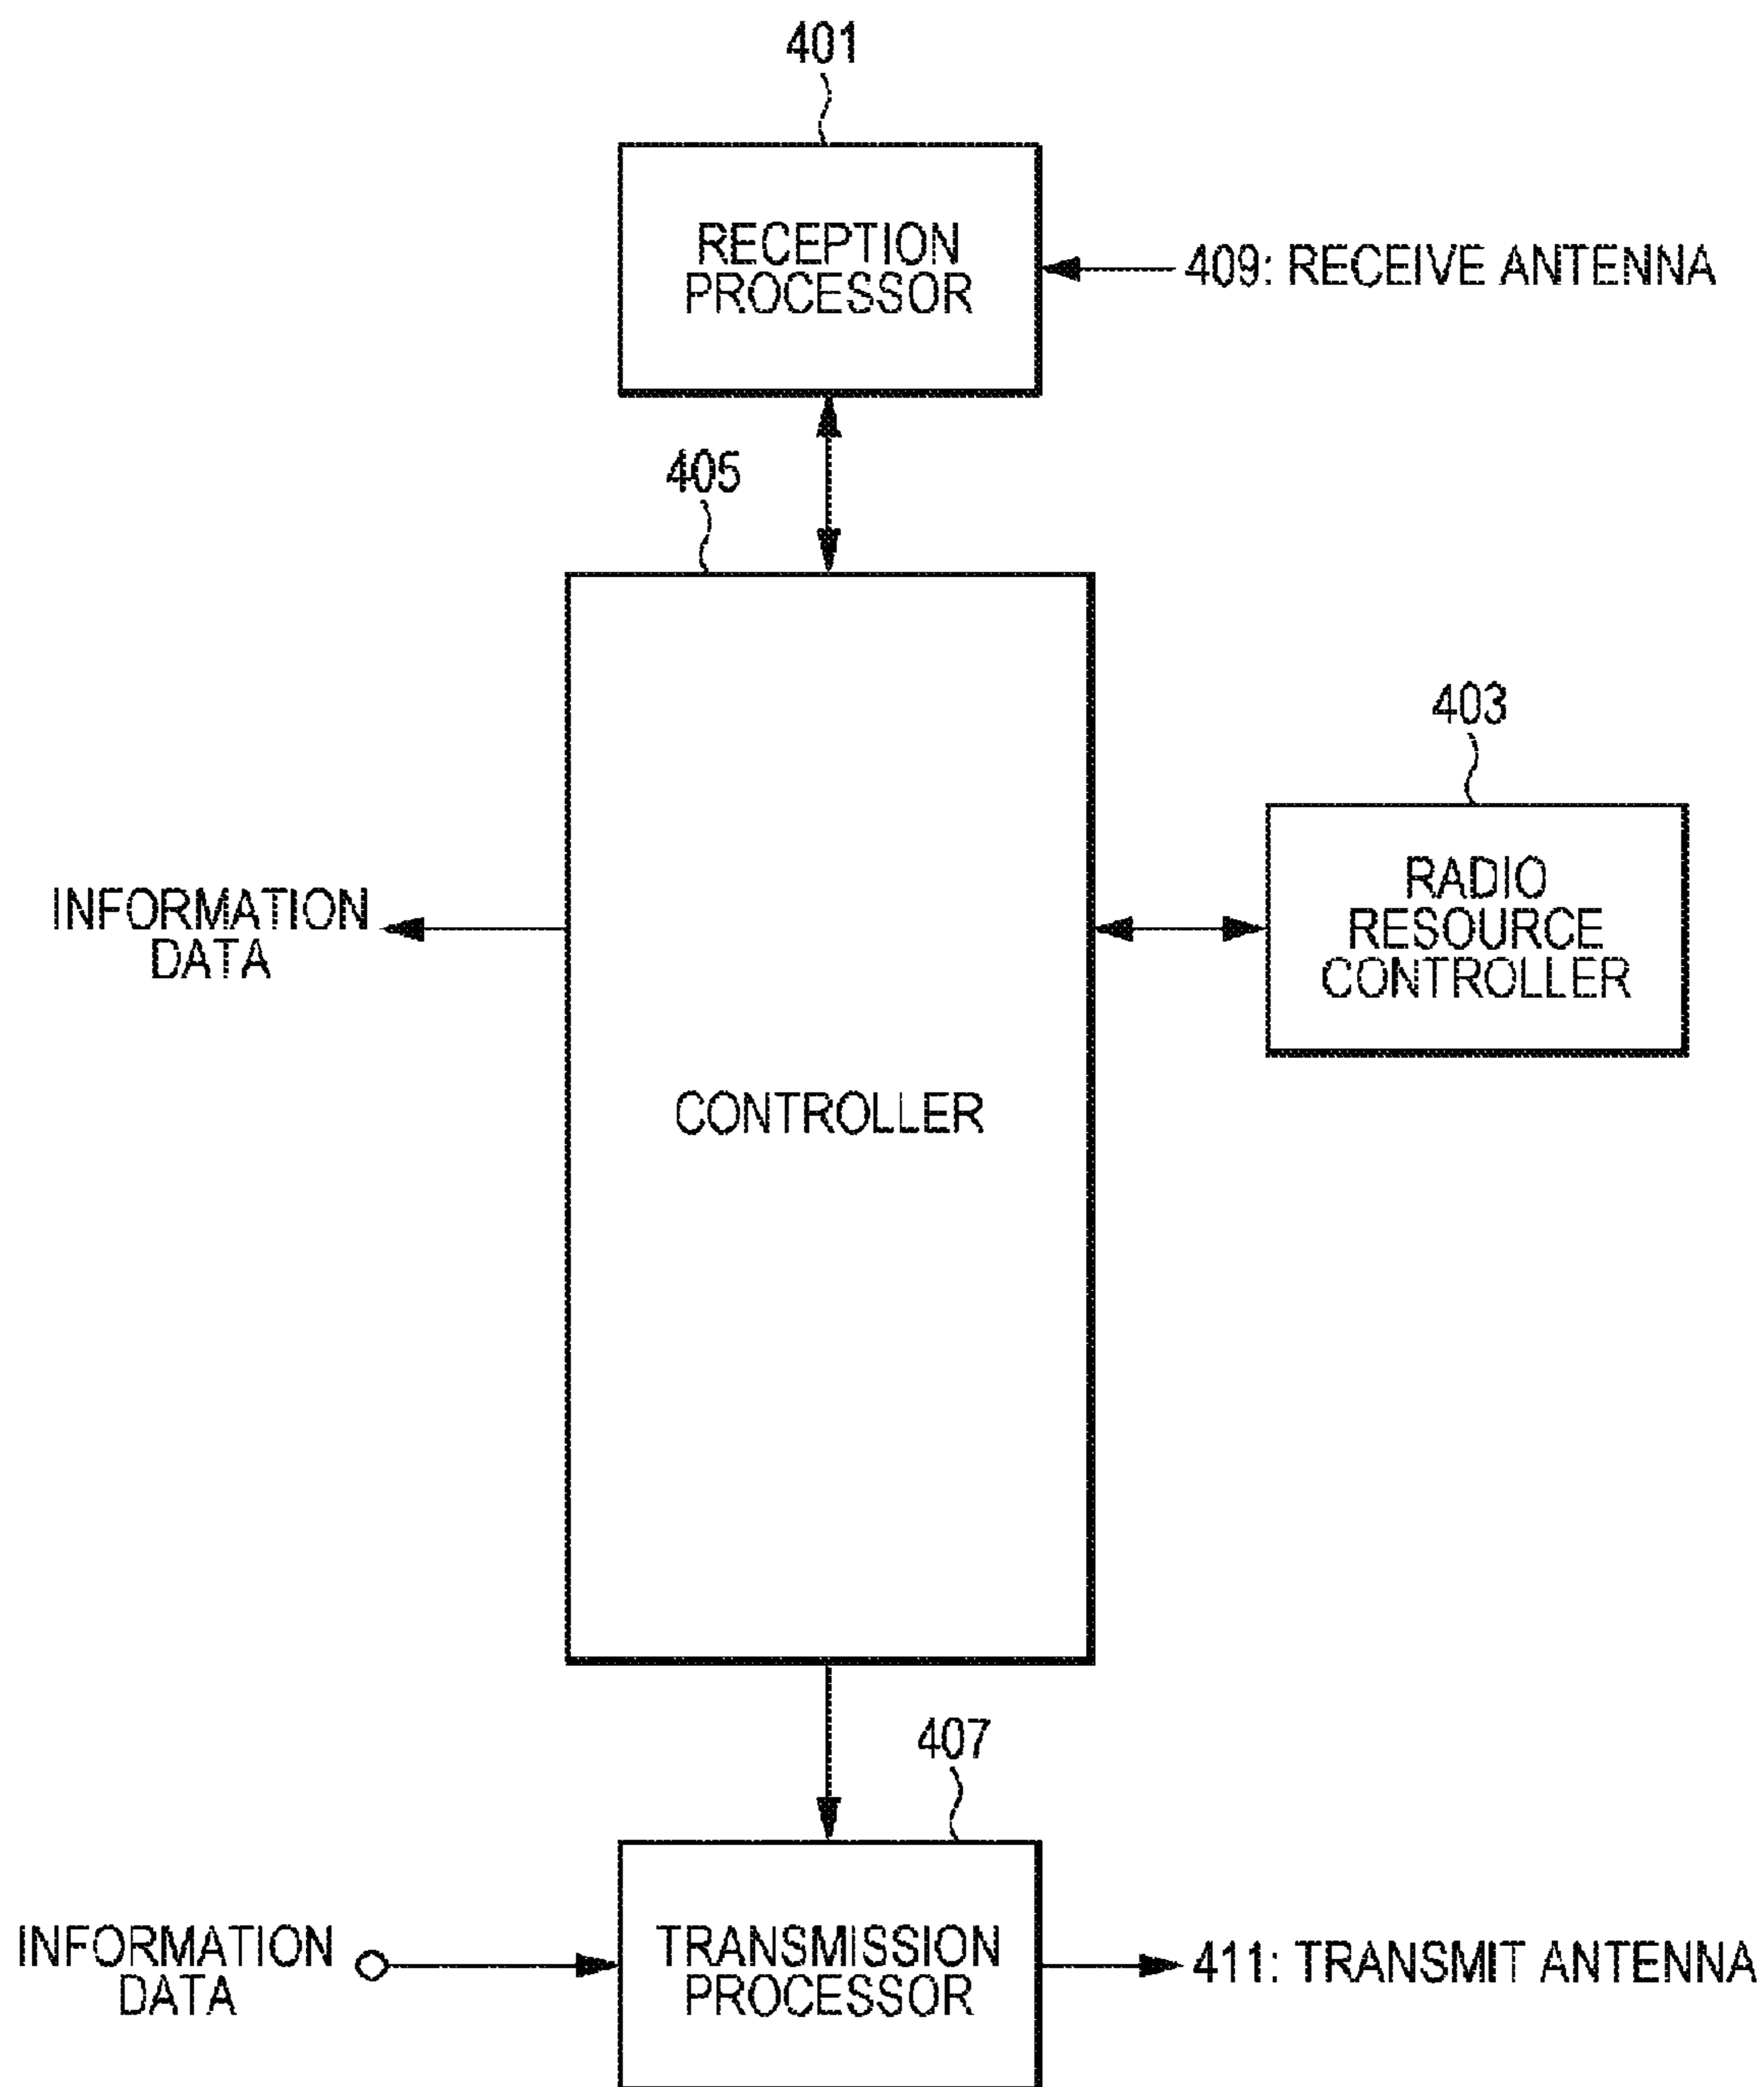 401
RECEPTION
PROCESSOR
409: RECEIVE ANTENNA
405
403
RADIO
RESOURCE
CONTROLLER
INFORMATION
DATA
CONTROLLER
407
INFORMATION
DATA
TRANSMISSION
PROCESSOR
411: TRANSMIT ANTENNA